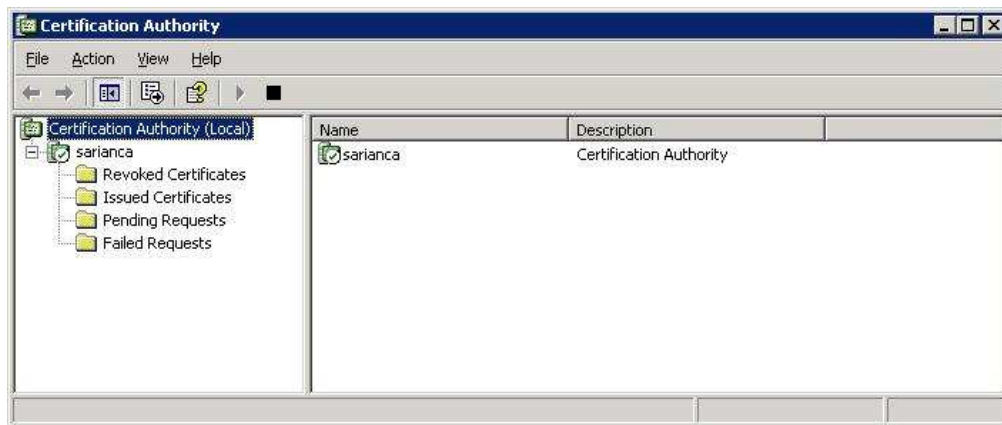 Certification Authority
File Action View Help
Certification Authority (Local)
sarianca
Revoked Certificates
Issued Certificates
Pending Requests
Failed Requests
Name Description
sarianca Certification Authority